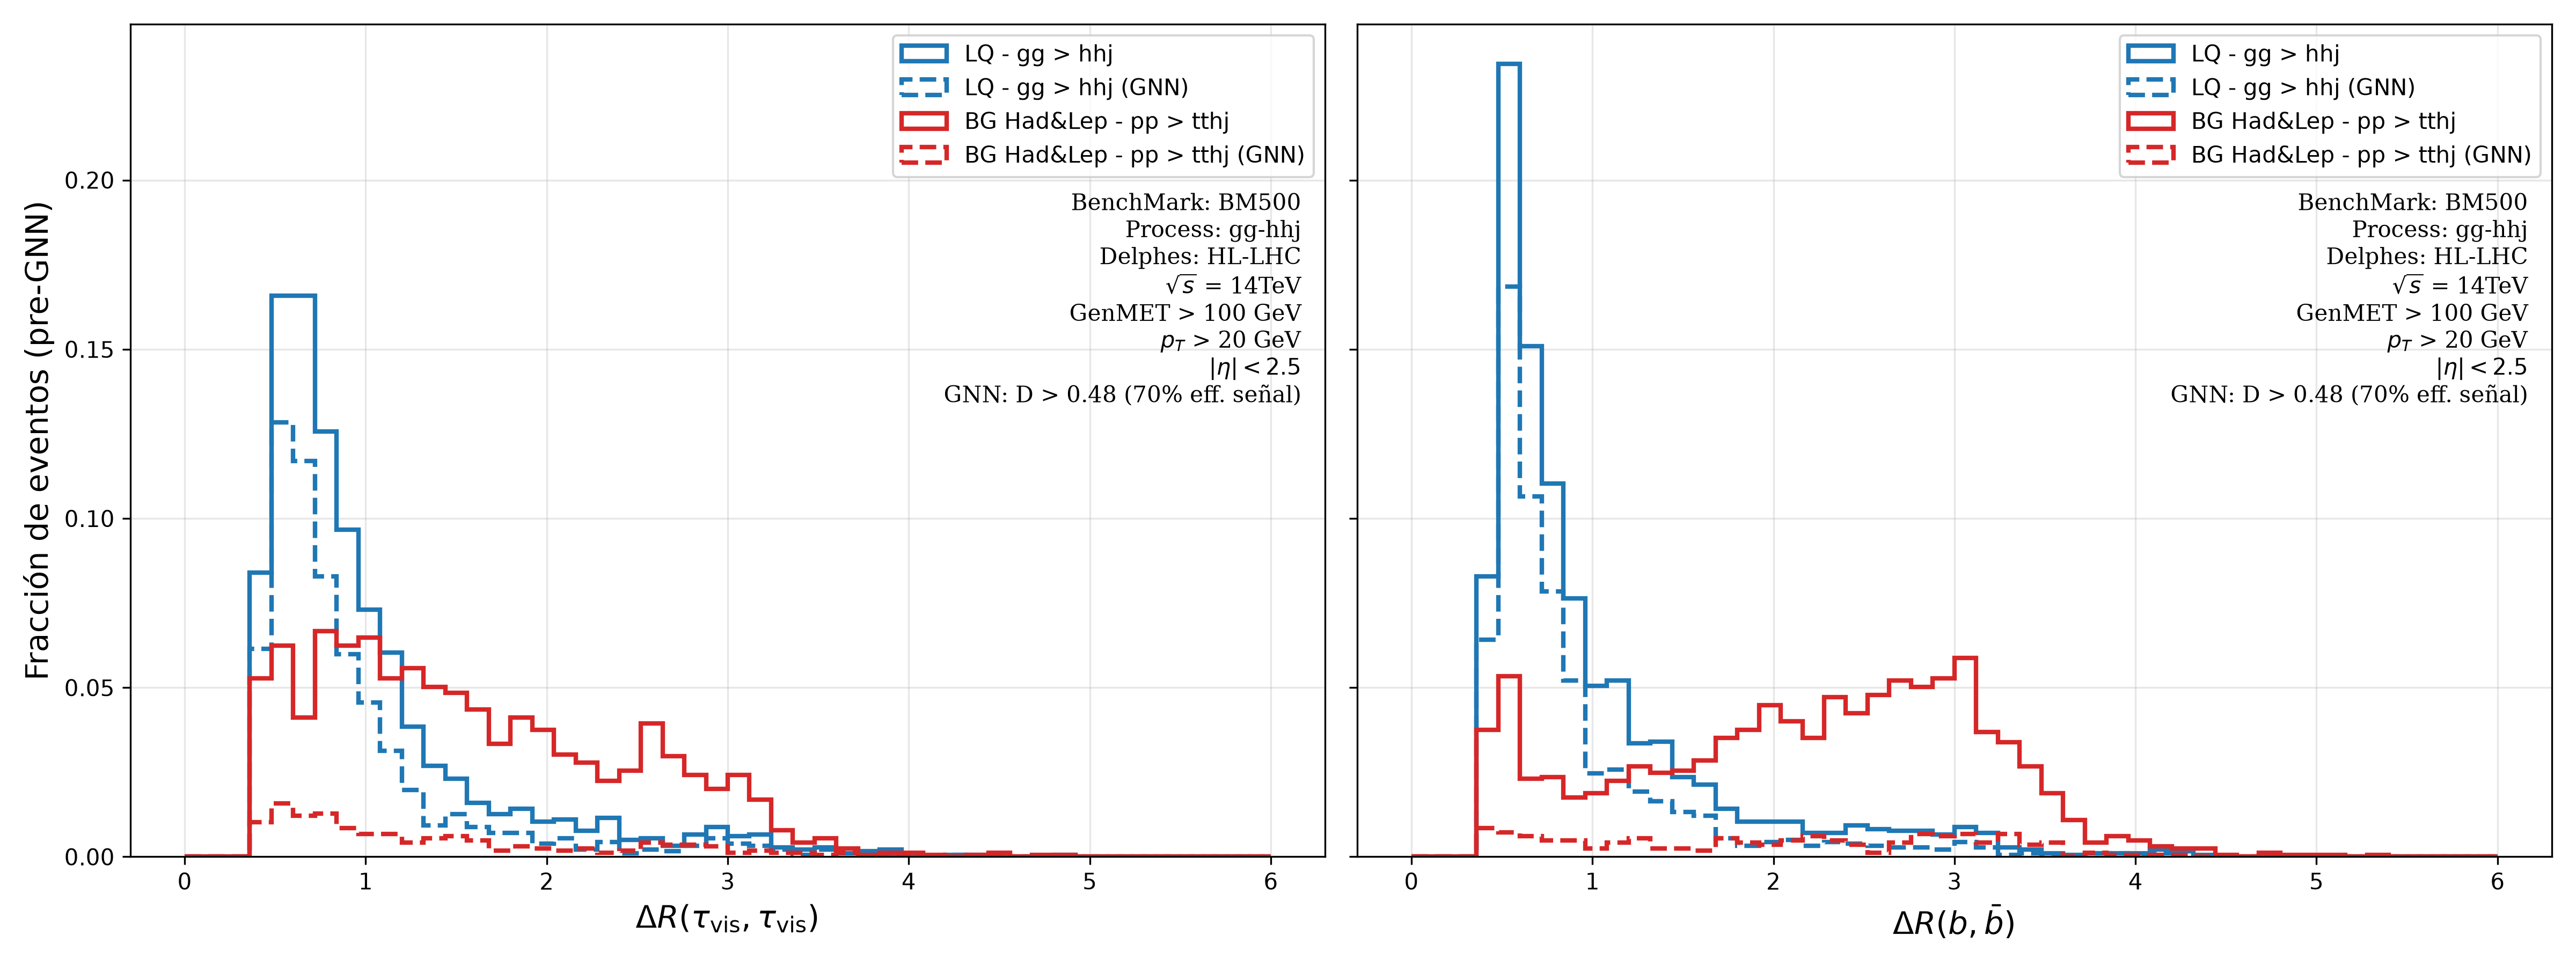 Fracción de eventos (pre-GNN)
0.20
0.15
0.10
0.05
0.00
LQ - gg > hhj
LQ - gg > hhj (GNN)
BG Had&Lep - pp > tthj
BG Had&Lep - pp > tthj (GNN)
BenchMark: BM500
Process: gg-hhj
Delphes: HL-LHC
√s = 14TeV
GenMET > 100 GeV
p_T > 20 GeV
|η| < 2.5
GNN: D > 0.48 (70% eff. señal)
0 1 2 3 4 5 6
ΔR(τ_vis, τ_vis)
LQ - gg > hhj
LQ - gg > hhj (GNN)
BG Had&Lep - pp > tthj
BG Had&Lep - pp > tthj (GNN)
BenchMark: BM500
Process: gg-hhj
Delphes: HL-LHC
√s = 14TeV
GenMET > 100 GeV
p_T > 20 GeV
|η| < 2.5
GNN: D > 0.48 (70% eff. señal)
0 1 2 3 4 5 6
ΔR(b, b̄)